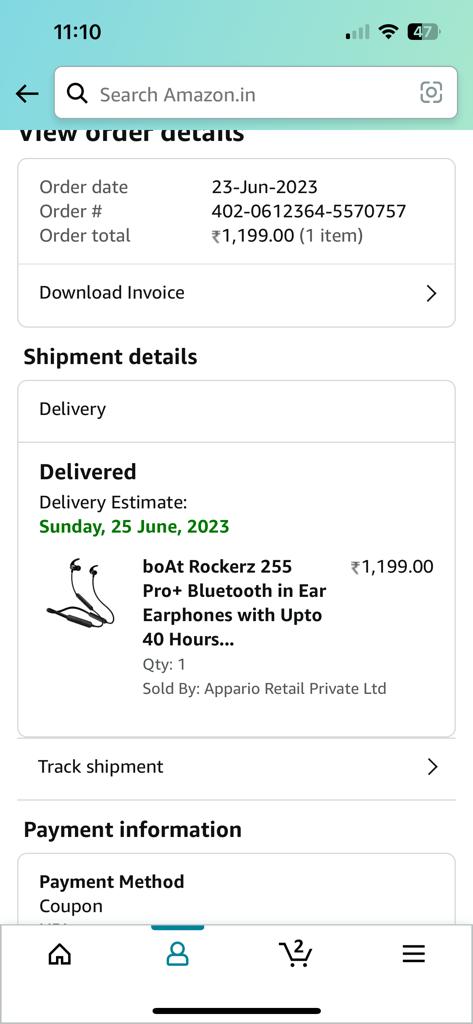 11:10
47
Search Amazon.in
View order details
Order date 23-Jun-2023
Order # 402-0612364-5570757
Order total ₹1,199.00 (1 item)
Download Invoice
Shipment details
Delivery
Delivered
Delivery Estimate:
Sunday, 25 June, 2023
boAt Rockerz 255 ₹1,199.00
Pro+ Bluetooth in Ear
Earphones with Upto
40 Hours...
Qty: 1
Sold By: Appario Retail Private Ltd
Track shipment
Payment information
Payment Method
Coupon
2